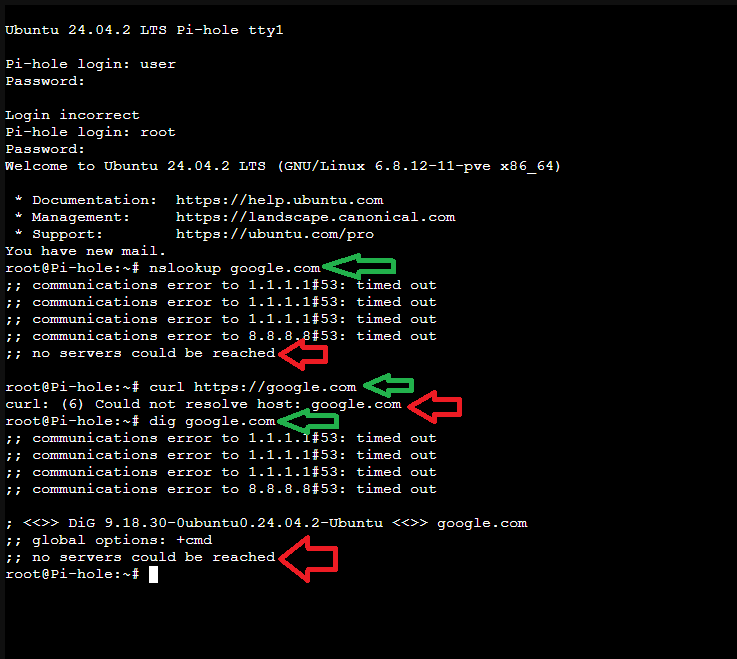 Ubuntu 24.04.2 LTS Pi-hole tty1
Pi-hole login: user
Password:
Login incorrect
Pi-hole login: root
Password:
Welcome to Ubuntu 24.04.2 LTS (GNU/Linux 6.8.12-11-pve x86_64)
* Documentation:  https://help.ubuntu.com
* Management:     https://landscape.canonical.com
* Support:        https://ubuntu.com/pro
You have new mail.
root@Pi-hole:~# nslookup google.com
;; communications error to 1.1.1.1#53: timed out
;; communications error to 1.1.1.1#53: timed out
;; communications error to 1.1.1.1#53: timed out
;; communications error to 8.8.8.8#53: timed out
;; no servers could be reached
root@Pi-hole:~# curl https://google.com
curl: (6) Could not resolve host: google.com
root@Pi-hole:~# dig google.com
;; communications error to 1.1.1.1#53: timed out
;; communications error to 1.1.1.1#53: timed out
;; communications error to 1.1.1.1#53: timed out
;; communications error to 8.8.8.8#53: timed out
; <<>> DiG 9.18.30-0ubuntu0.24.04.2-Ubuntu <<>> google.com
;; global options: +cmd
;; no servers could be reached
root@Pi-hole:~#